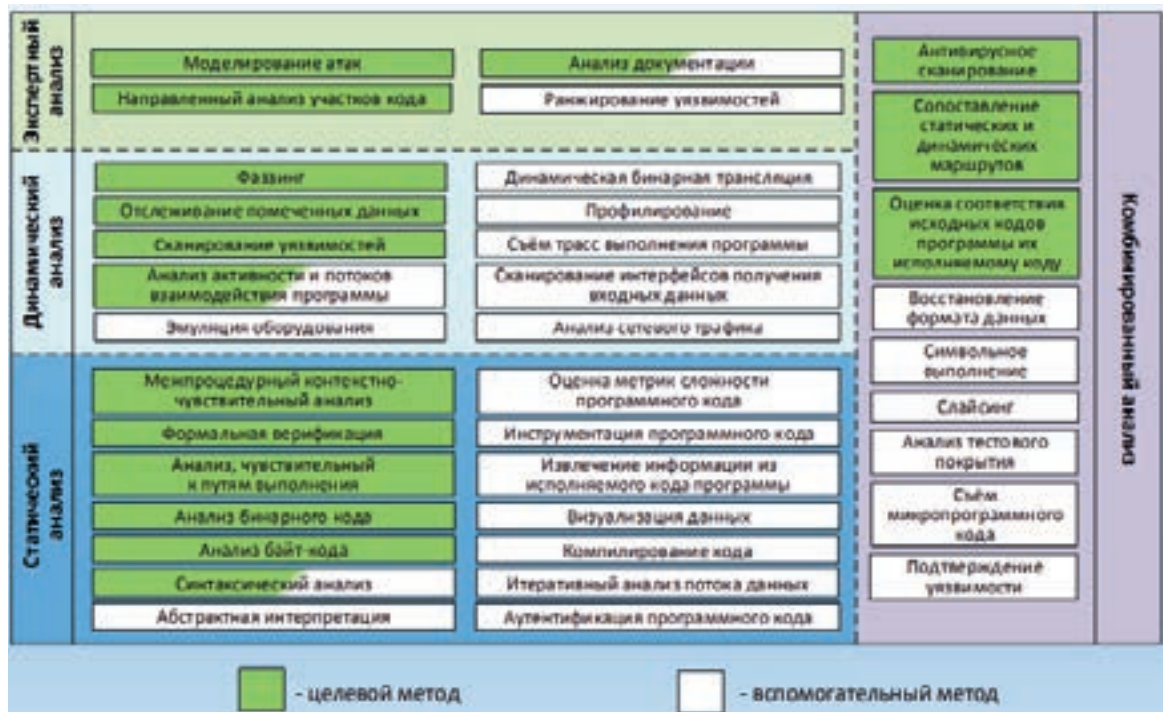 Экспертный
анализ
Моделирование атак
Направленный анализ участков кода
Анализ документации
Ранжирование уязвимостей
Динамический
анализ
Фаззинг
Отслеживание помеченных данных
Сканирование уязвимостей
Анализ активности и потоков
взаимодействия программы
Эмуляция оборудования
Динамическая бинарная трансляция
Профилирование
Съём трасс выполнения программы
Сканирование интерфейсов получения
входных данных
Анализ сетевого трафика
Статический
анализ
Межпроцедурный контекстно-
чувствительный анализ
Формальная верификация
Анализ, чувствительный
к путям выполнения
Анализ бинарного кода
Анализ байт-кода
Синтаксический анализ
Абстрактная интерпретация
Оценка метрик сложности
программного кода
Инструментация программного кода
Извлечение информации из
исполняемого кода программы
Визуализация данных
Компилирование кода
Итеративный анализ потока данных
Аутентификация программного кода
Антивирусное
сканирование
Сопоставление
статических и
динамических
маршрутов
Оценка соответствия
исходных кодов
программы их
исполняемому коду
Восстановление
формата данных
Символьное
выполнение
Слайсинг
Анализ тестового
покрытия
Съём
микропрограммного
кода
Подтверждение
уязвимости
Комбинированный анализ
- целевой метод
- вспомогательный метод